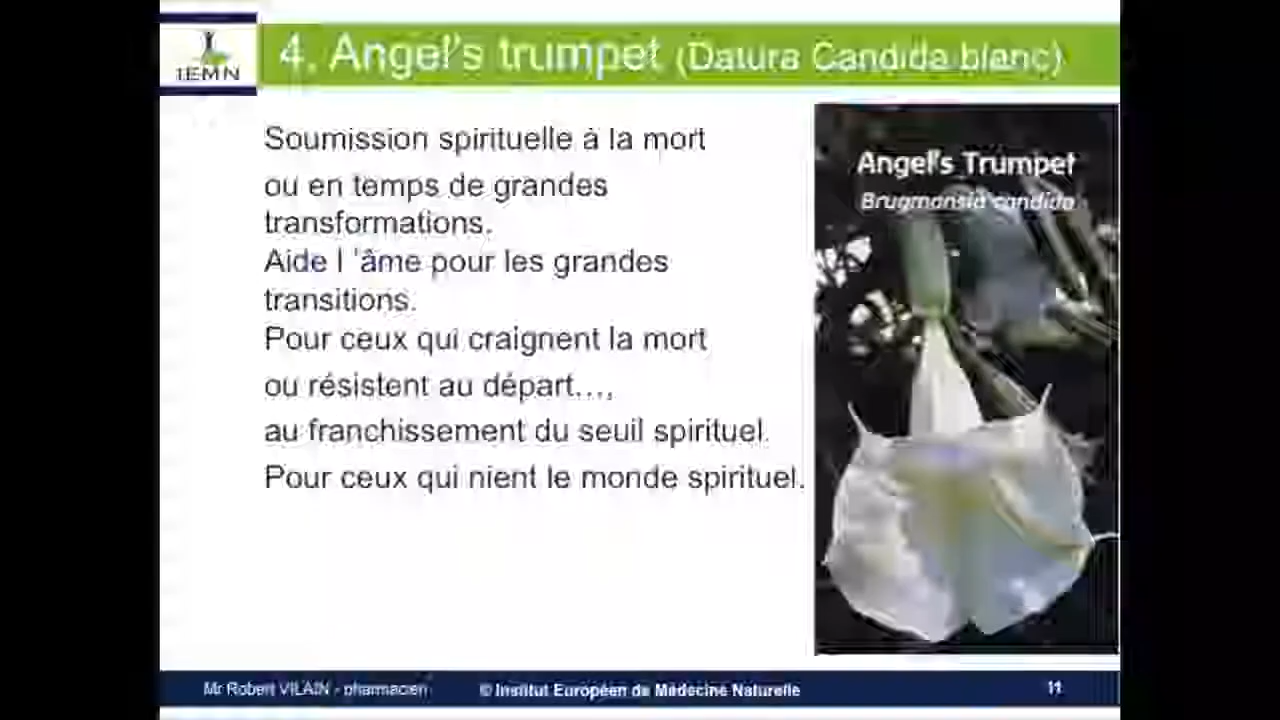 I.E.M.N
4. Angel's trumpet (Datura Candida blanc)
Soumission spirituelle à la mort
ou en temps de grandes
transformations.
Aide l 'âme pour les grandes
transitions.
Pour ceux qui craignent la mort
ou résistent au départ...,
au franchissement du seuil spirituel.
Pour ceux qui nient le monde spirituel.
Angel's Trumpet
Brugmansia candida
Mr Robert VILAIN - pharmacien
© Institut Européen de Médecine Naturelle
11